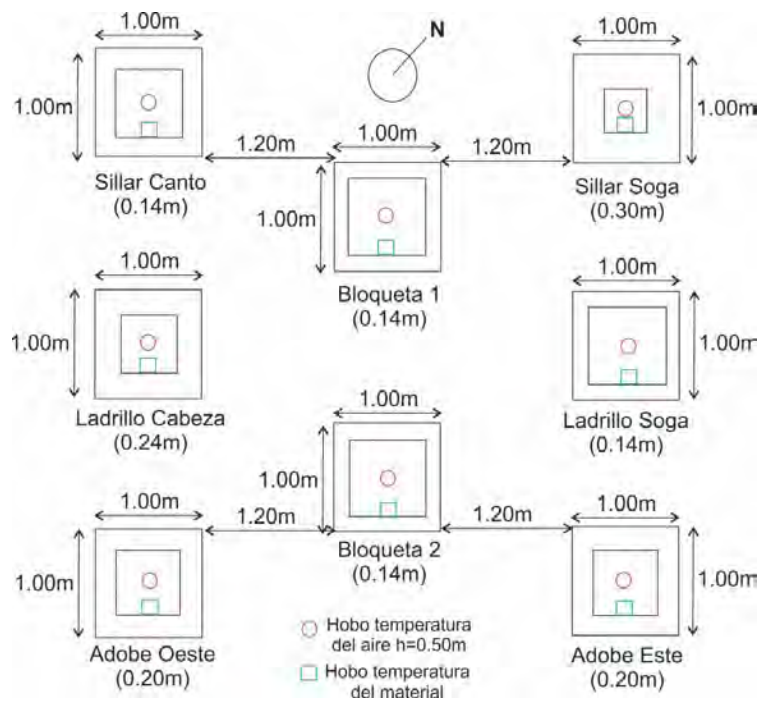 1.00m
N
1.00m
1.00m
1.00m
1.00m
1.20m
1.20m
Sillar Canto
(0.14m)
Sillar Soga
(0.30m)
1.00m
1.00m
1.00m
Bloqueta 1
(0.14m)
1.00m
1.00m
Ladrillo Cabeza
(0.24m)
1.00m
Ladrillo Soga
(0.14m)
1.00m
1.00m
1.00m
1.00m
1.20m
1.20m
1.00m
1.00m
Bloqueta 2
(0.14m)
Adobe Oeste
(0.20m)
Adobe Este
(0.20m)
Hobo temperatura
del aire h=0.50m
Hobo temperatura
del material